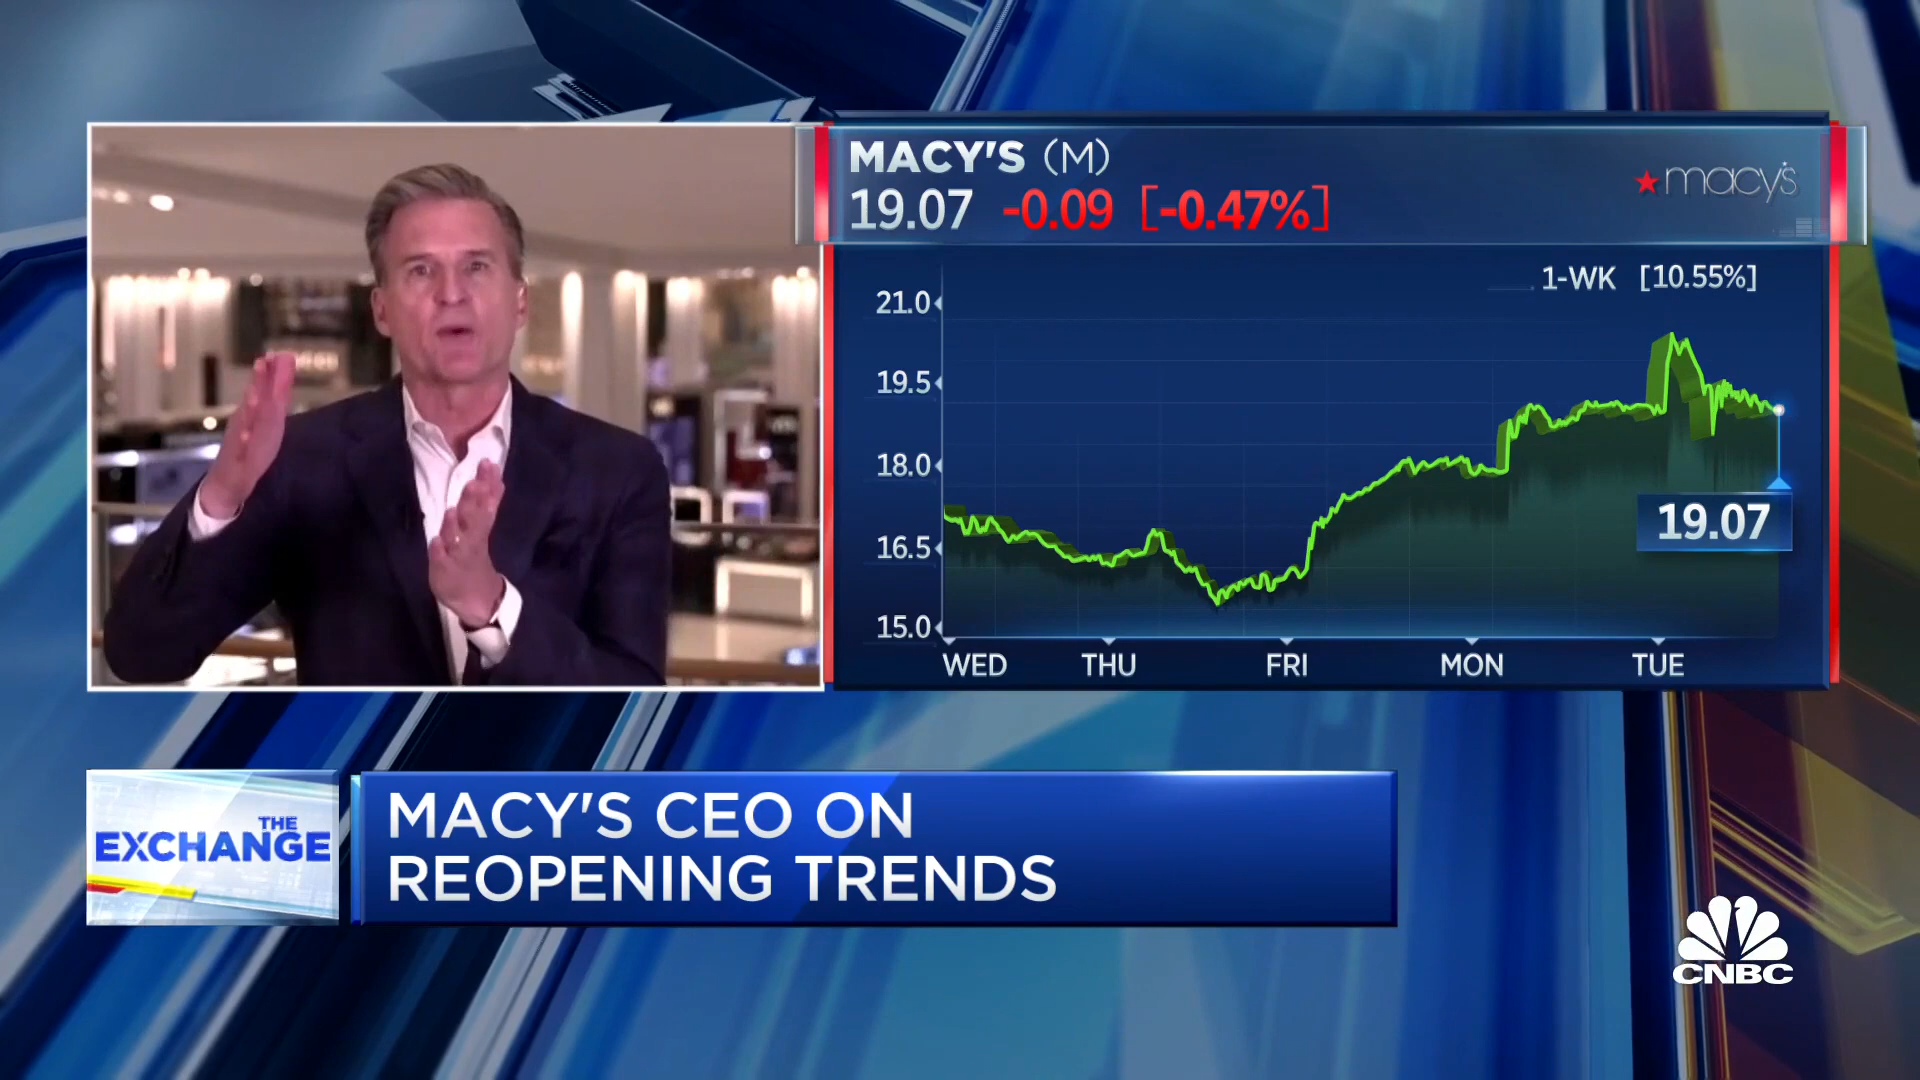 MACY'S (M)
19.07 -0.09 [-0.47%]
★macy's
1-WK [10.55%]
21.0
19.5
18.0
16.5
15.0
19.07
WED THU FRI MON TUE
THE
EXCHANGE
MACY'S CEO ON
REOPENING TRENDS
CNBC